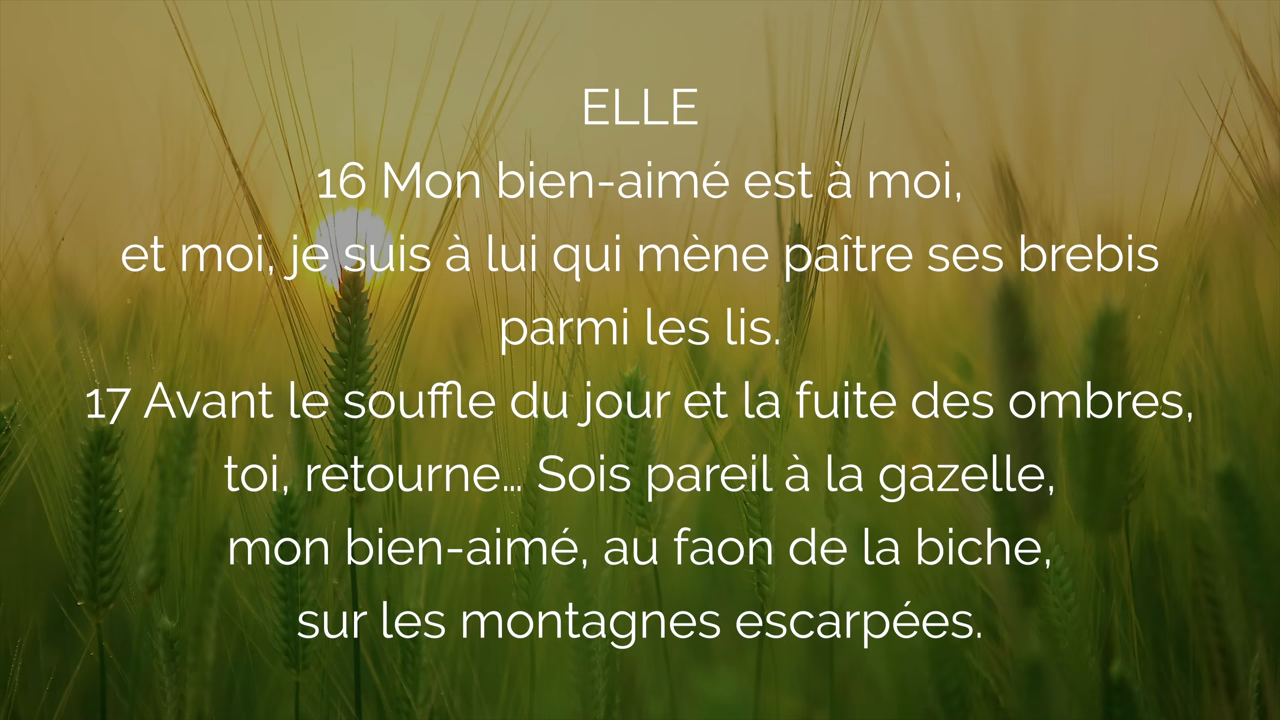 ELLE
16 Mon bien-aimé est à moi,
et moi, je suis à lui qui mène paître ses brebis
parmi les lis.
17 Avant le souffle du jour et la fuite des ombres,
toi, retourne… Sois pareil à la gazelle,
mon bien-aimé, au faon de la biche,
sur les montagnes escarpées.